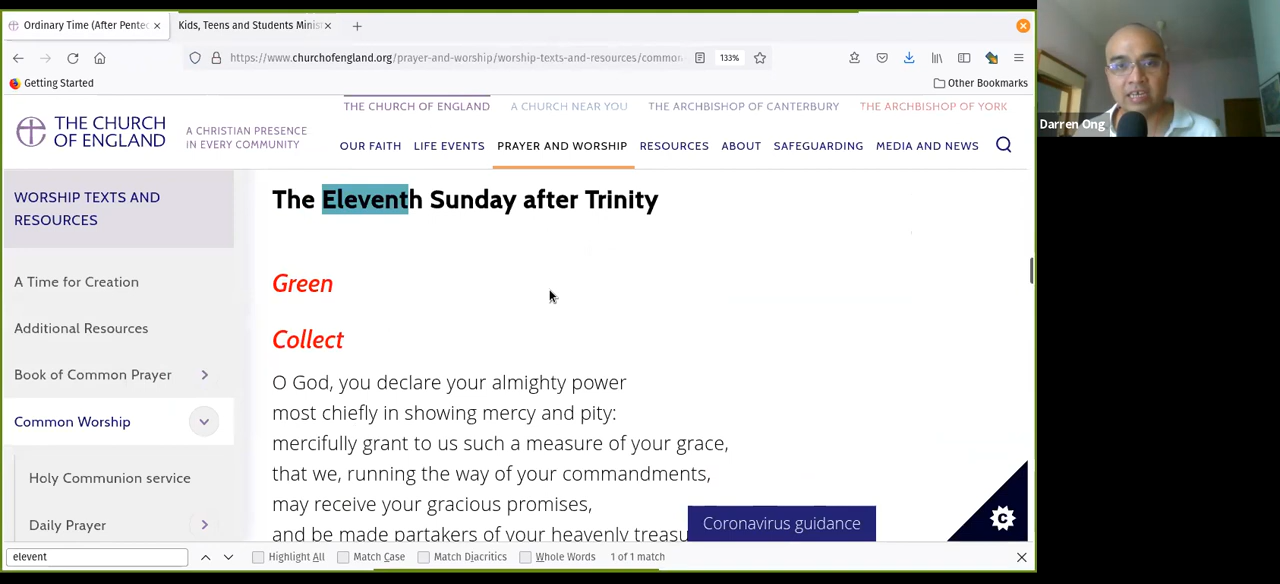 Ordinary Time (After Pentec
Kids, Teens and Students Minist
https://www.churchofengland.org/prayer-and-worship/worship-texts-and-resources/common
133%
Getting Started
Other Bookmarks
THE CHURCH OF ENGLAND
A CHRISTIAN PRESENCE IN EVERY COMMUNITY
THE CHURCH OF ENGLAND
A CHURCH NEAR YOU
THE ARCHBISHOP OF CANTERBURY
THE ARCHBISHOP OF YORK
OUR FAITH
LIFE EVENTS
PRAYER AND WORSHIP
RESOURCES
ABOUT
SAFEGUARDING
MEDIA AND NEWS
WORSHIP TEXTS AND
RESOURCES
A Time for Creation
Additional Resources
Book of Common Prayer
Common Worship
Holy Communion service
Daily Prayer
The Eleventh Sunday after Trinity
Green
Collect
O God, you declare your almighty power
most chiefly in showing mercy and pity:
mercifully grant to us such a measure of your grace,
that we, running the way of your commandments,
may receive your gracious promises,
and be made partakers of your heavenly treasu
Coronavirus guidance
elevent
Highlight All
Match Case
Match Diacritics
Whole Words
1 of 1 match
Darren Ong